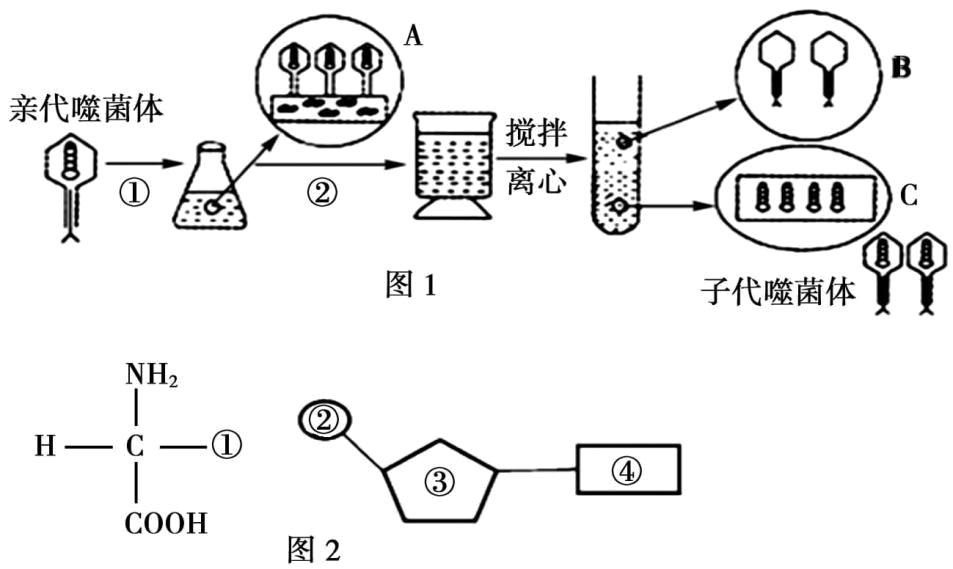 A
亲代噬菌体
①
②
搅拌
离心
B
C
子代噬菌体
图 1
NH₂
H — C — ①
COOH
②
③
④
图 2